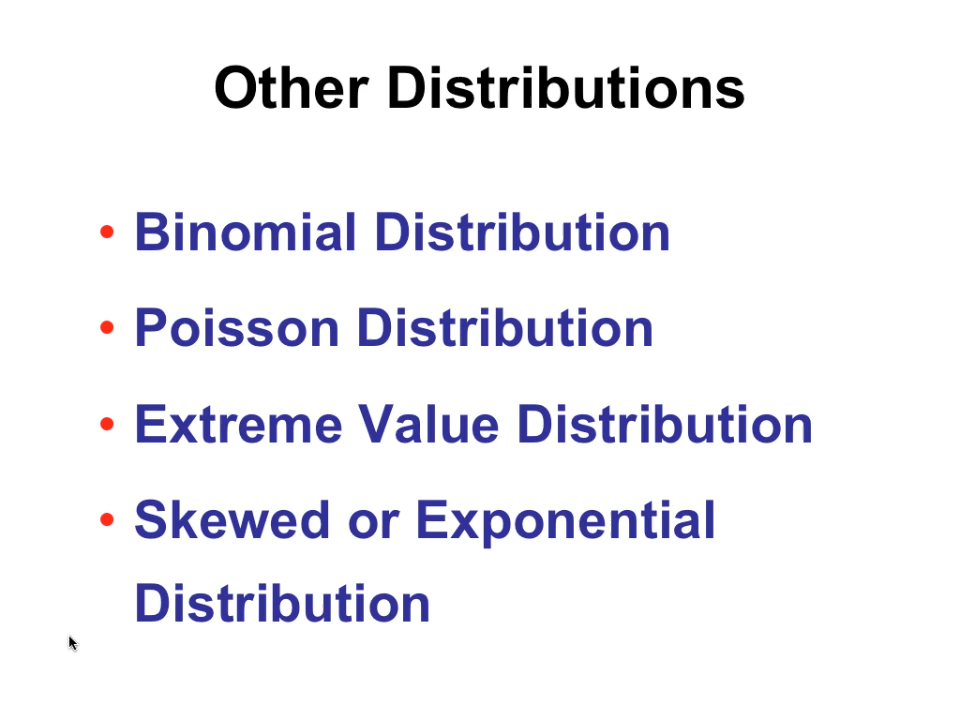 Other Distributions
• Binomial Distribution
• Poisson Distribution
• Extreme Value Distribution
• Skewed or Exponential
Distribution